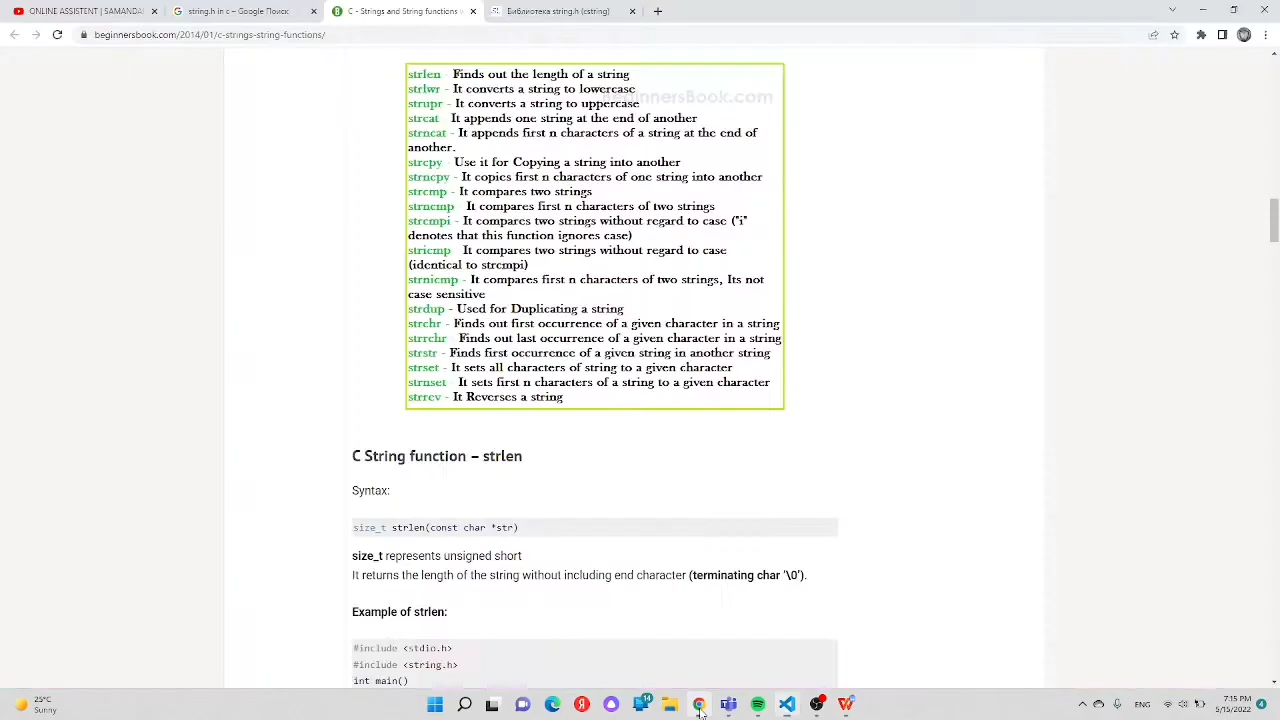 ONLINE ASSISTENT | SAMANDA
string.h in c – Google Поиск
C - Strings and String functions
Библиотека string.h (cstring)
beginnersbook.com/2014/01/c-strings-string-functions/
strlen - Finds out the length of a string
strlwr - It converts a string to lowercase
strupr - It converts a string to uppercase
strcat It appends one string at the end of another
strncat - It appends first n characters of a string at the end of
another.
strcpy - Use it for Copying a string into another
strncpy - It copies first n characters of one string into another
strcmp - It compares two strings
strncmp It compares first n characters of two strings
strcmpi - It compares two strings without regard to case ("i"
denotes that this function ignores case)
stricmp It compares two strings without regard to case
(identical to strcmpi)
strnicmp - It compares first n characters of two strings, Its not
case sensitive
strdup - Used for Duplicating a string
strchr - Finds out first occurrence of a given character in a string
strrchr Finds out last occurrence of a given character in a string
strstr - Finds first occurrence of a given string in another string
strset - It sets all characters of string to a given character
strnset It sets first n characters of a string to a given character
strrev - It Reverses a string
C String function – strlen
Syntax:
size_t strlen(const char *str)
size_t represents unsigned short
It returns the length of the string without including end character (terminating char '\0').
Example of strlen:
#include <stdio.h>
#include <string.h>
int main()
25°C
Sunny
14
ENG
7:15 PM
5/15/2022